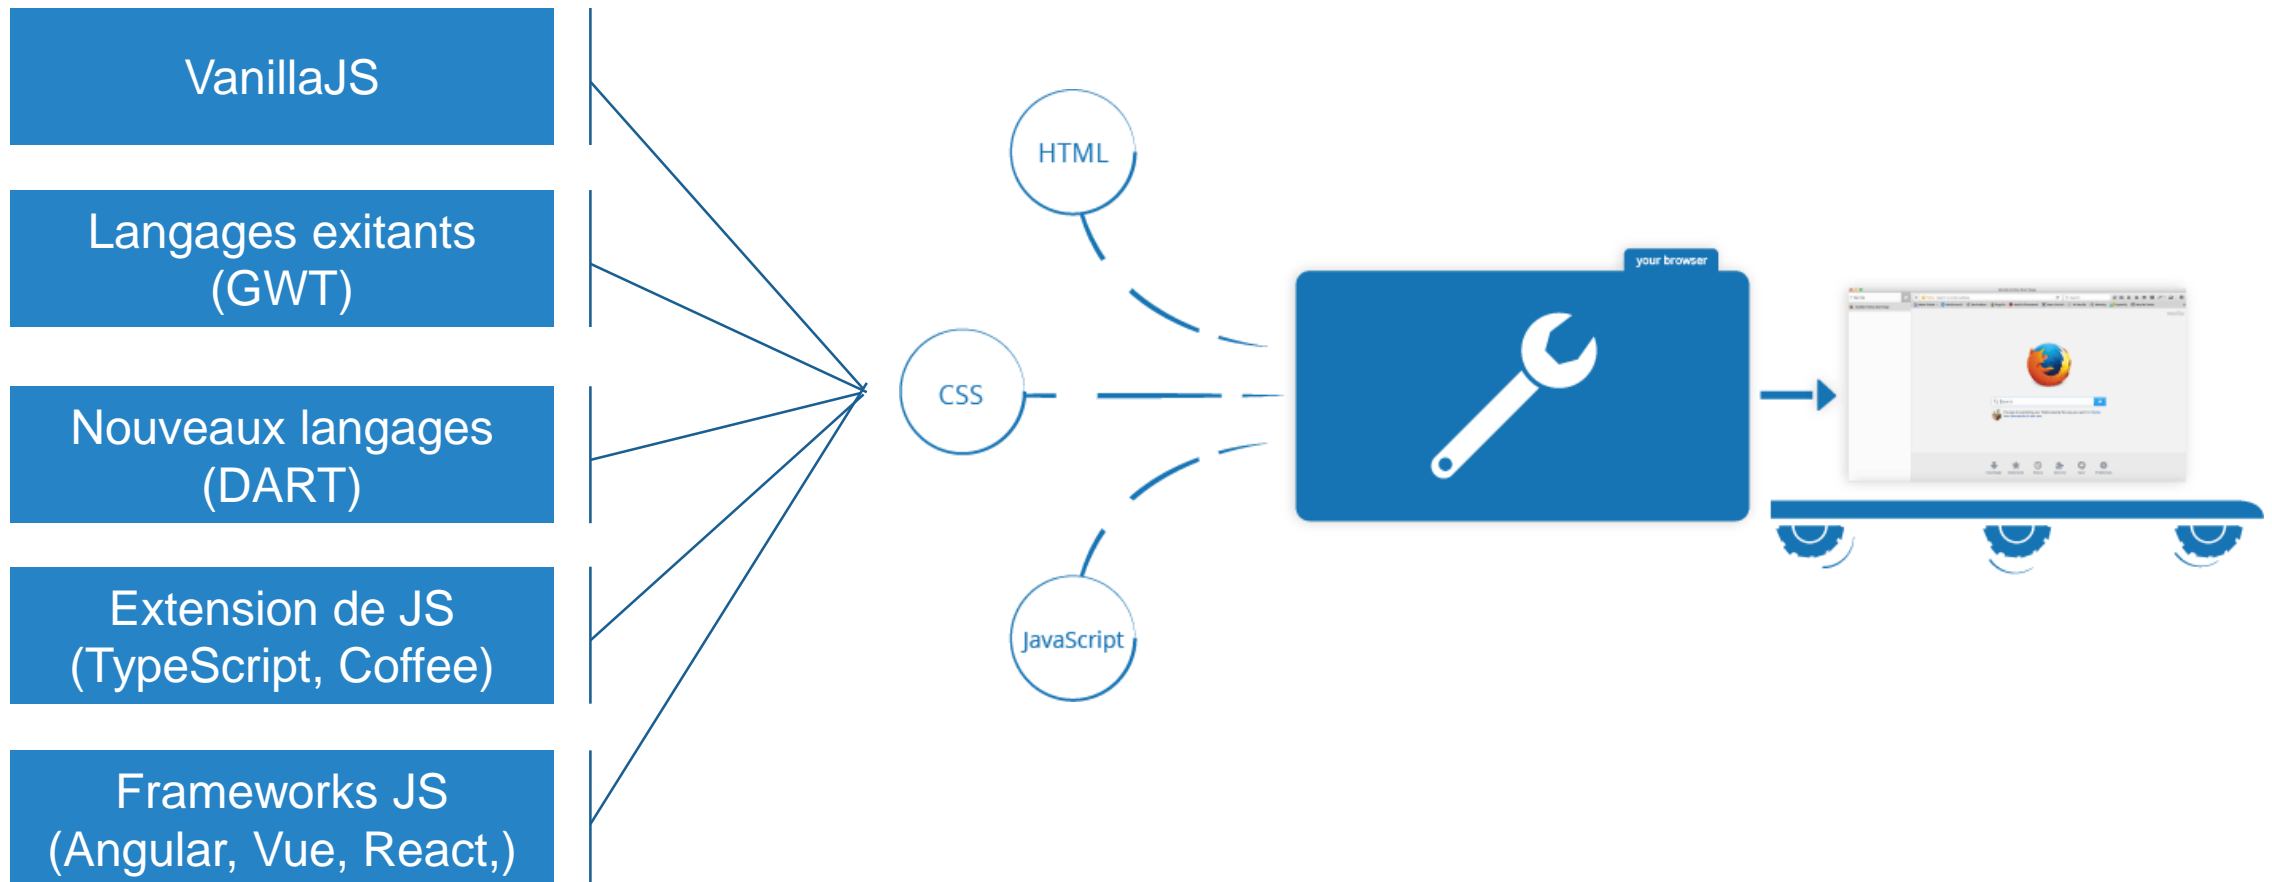 VanillaJS
Langages exitants
(GWT)
Nouveaux langages
(DART)
Extension de JS
(TypeScript, Coffee)
Frameworks JS
(Angular, Vue, React,)
HTML
CSS
JavaScript
your browser
Search